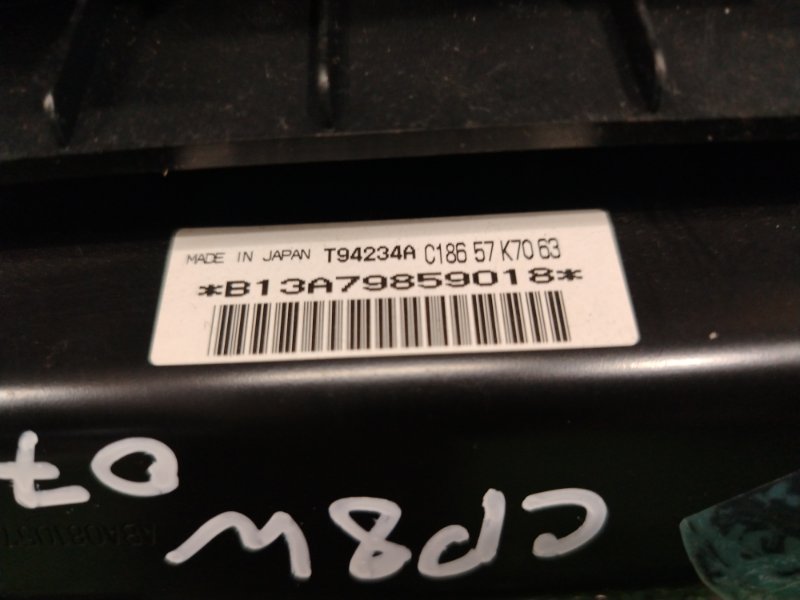 MADE IN JAPAN T94234A C186 57 K70 63
*B13A79859018*
07
CP8W